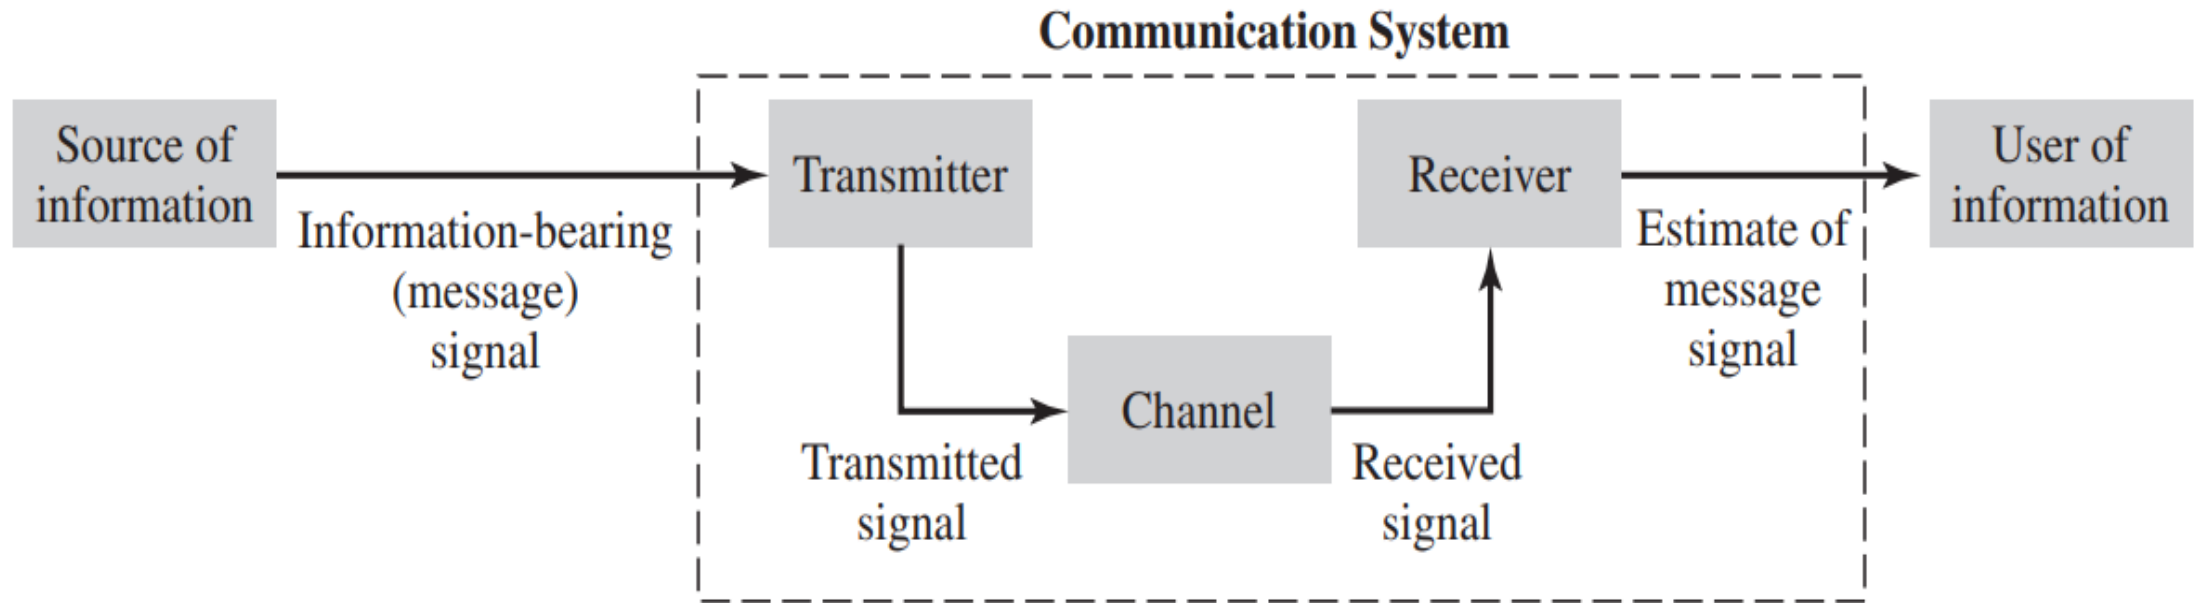 Communication System
Source of
information
Information-bearing
(message)
signal
Transmitter
Transmitted
signal
Channel
Received
signal
Receiver
Estimate of
message
signal
User of
information